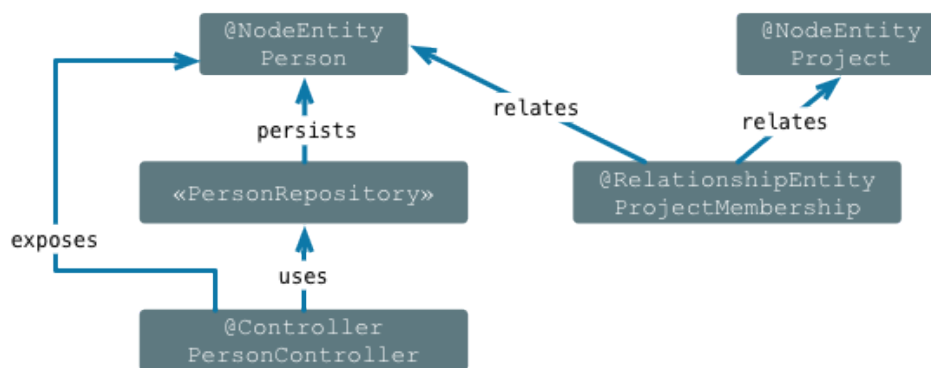 @NodeEntity
Person
@NodeEntity
Project
relates
relates
persists
«PersonRepository»
@RelationshipEntity
ProjectMembership
exposes
uses
@Controller
PersonController